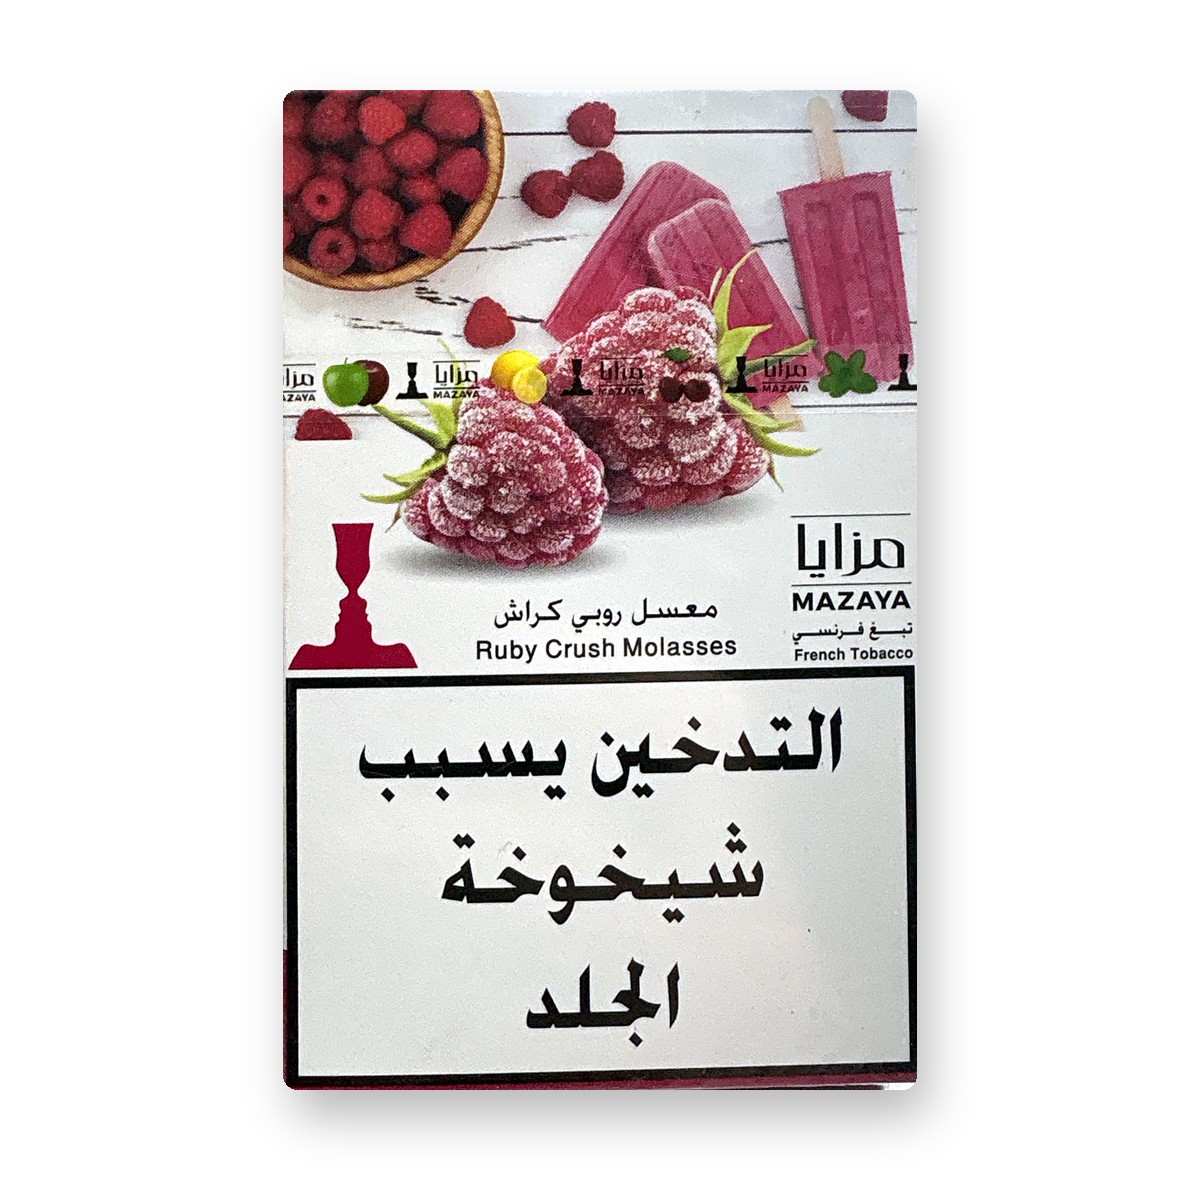 مزايا
MAZAYA
مزايا
MAZAYA
مزايا
MAZAYA
مزايا
MAZAYA
مزايا
MAZAYA
تبغ فرنسي
French Tobacco
معسل روبي كراش
Ruby Crush Molasses
التدخين يسبب
شيخوخة
الجلد